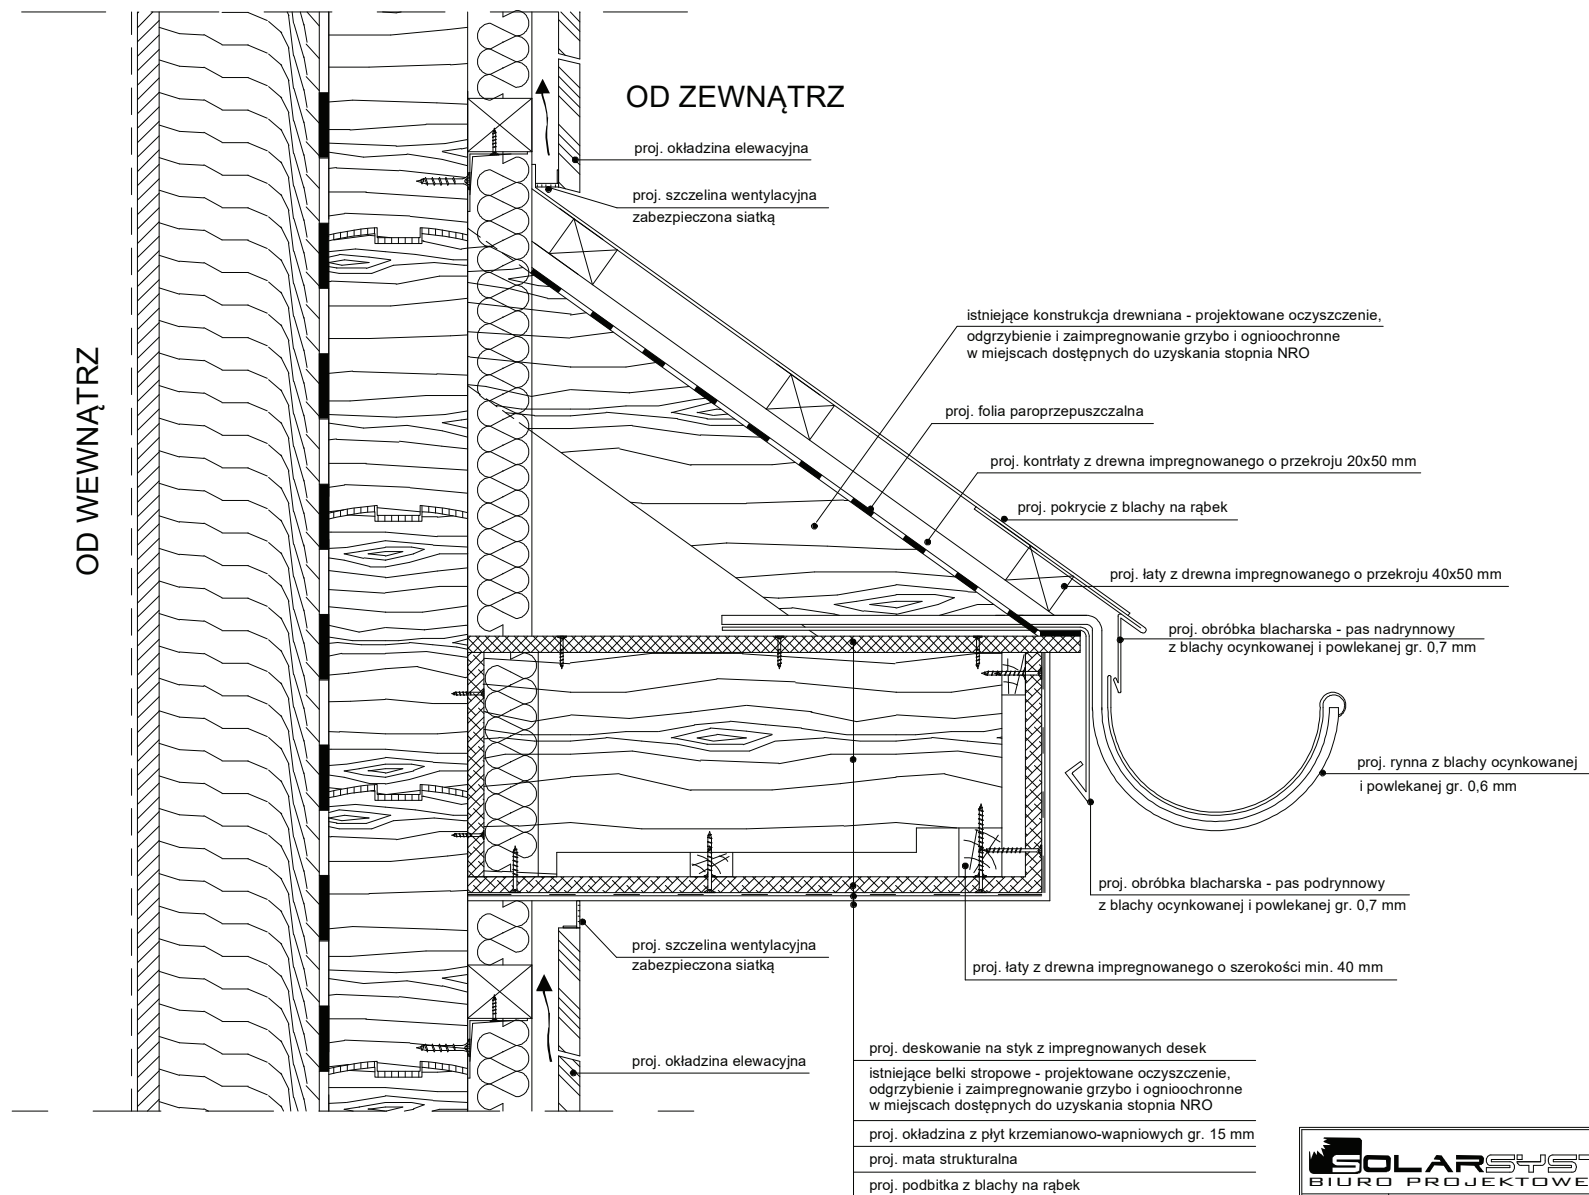 OD ZEWNĄTRZ
proj. okładzina elewacyjna
proj. szczelina wentylacyjna
zabezpieczona siatką
OD WEWNĄTRZ
istniejące konstrukcja drewniana - projektowane oczyszczenie,
odgrzybienie i zaimpregnowanie grzybo i ognioochronne
w miejscach dostępnych do uzyskania stopnia NRO
proj. folia paroprzepuszczalna
proj. kontrłaty z drewna impregnowanego o przekroju 20x50 mm
proj. pokrycie z blachy na rąbek
proj. łaty z drewna impregnowanego o przekroju 40x50 mm
proj. obróbka blacharska - pas nadrynnowy
z blachy ocynkowanej i powlekanej gr. 0,7 mm
proj. rynna z blachy ocynkowanej
i powlekanej gr. 0,6 mm
proj. obróbka blacharska - pas podrynnowy
z blachy ocynkowanej i powlekanej gr. 0,7 mm
proj. szczelina wentylacyjna
zabezpieczona siatką
proj. łaty z drewna impregnowanego o szerokości min. 40 mm
proj. okładzina elewacyjna
proj. deskowanie na styk z impregnowanych desek
istniejące belki stropowe - projektowane oczyszczenie,
odgrzybienie i zaimpregnowanie grzybo i ognioochronne
w miejscach dostępnych do uzyskania stopnia NRO
proj. okładzina z płyt krzemianowo-wapniowych gr. 15 mm
proj. mata strukturalna
proj. podbitka z blachy na rąbek
SOLARSYST
BIURO PROJEKTOWE